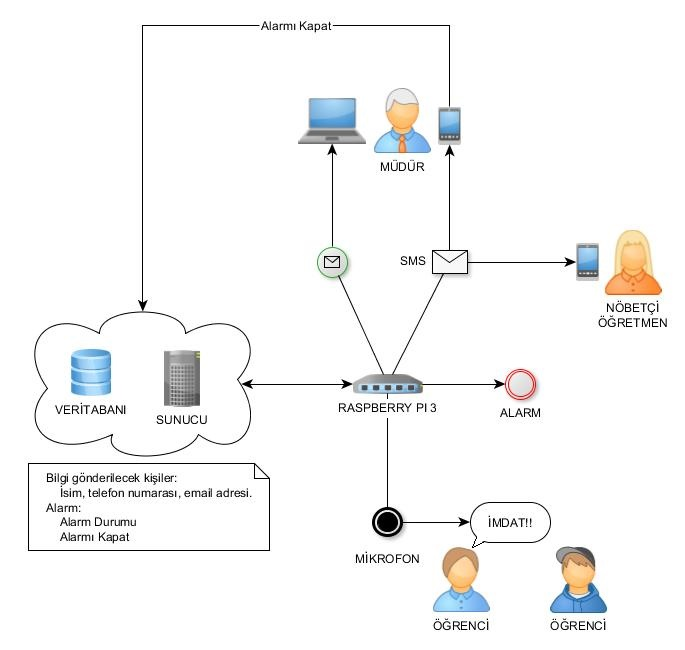 Alarmı Kapat
MÜDÜR
SMS
NÖBETÇİ
ÖĞRETMEN
VERİTABANI
SUNUCU
RASPBERRY PI 3
ALARM
Bilgi gönderilecek kişiler:
İsim, telefon numarası, email adresi.
Alarm:
Alarm Durumu
Alarmı Kapat
İMDAT!!
MİKROFON
ÖĞRENCİ
ÖĞRENCİ